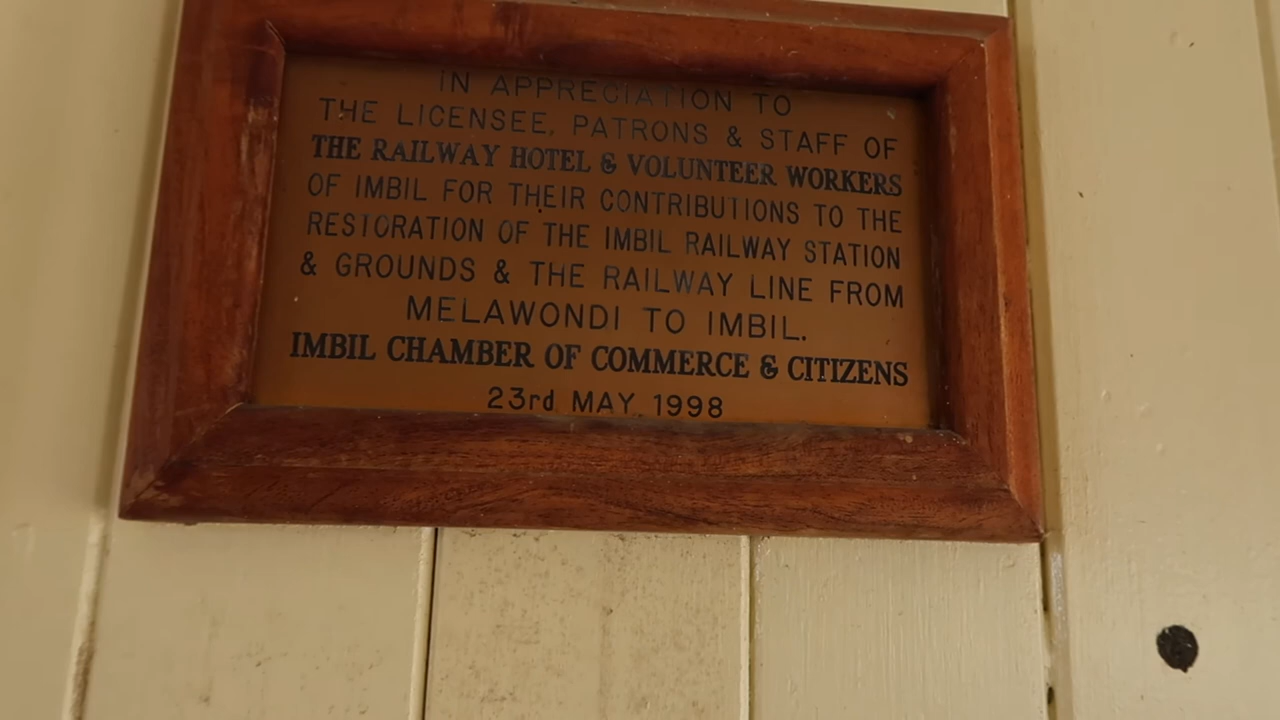 IN APPRECIATION TO
THE LICENSEE, PATRONS & STAFF OF
THE RAILWAY HOTEL & VOLUNTEER WORKERS
OF IMBIL FOR THEIR CONTRIBUTIONS TO THE
RESTORATION OF THE IMBIL RAILWAY STATION
& GROUNDS & THE RAILWAY LINE FROM
MELAWONDI TO IMBIL.
IMBIL CHAMBER OF COMMERCE & CITIZENS
23rd MAY 1998